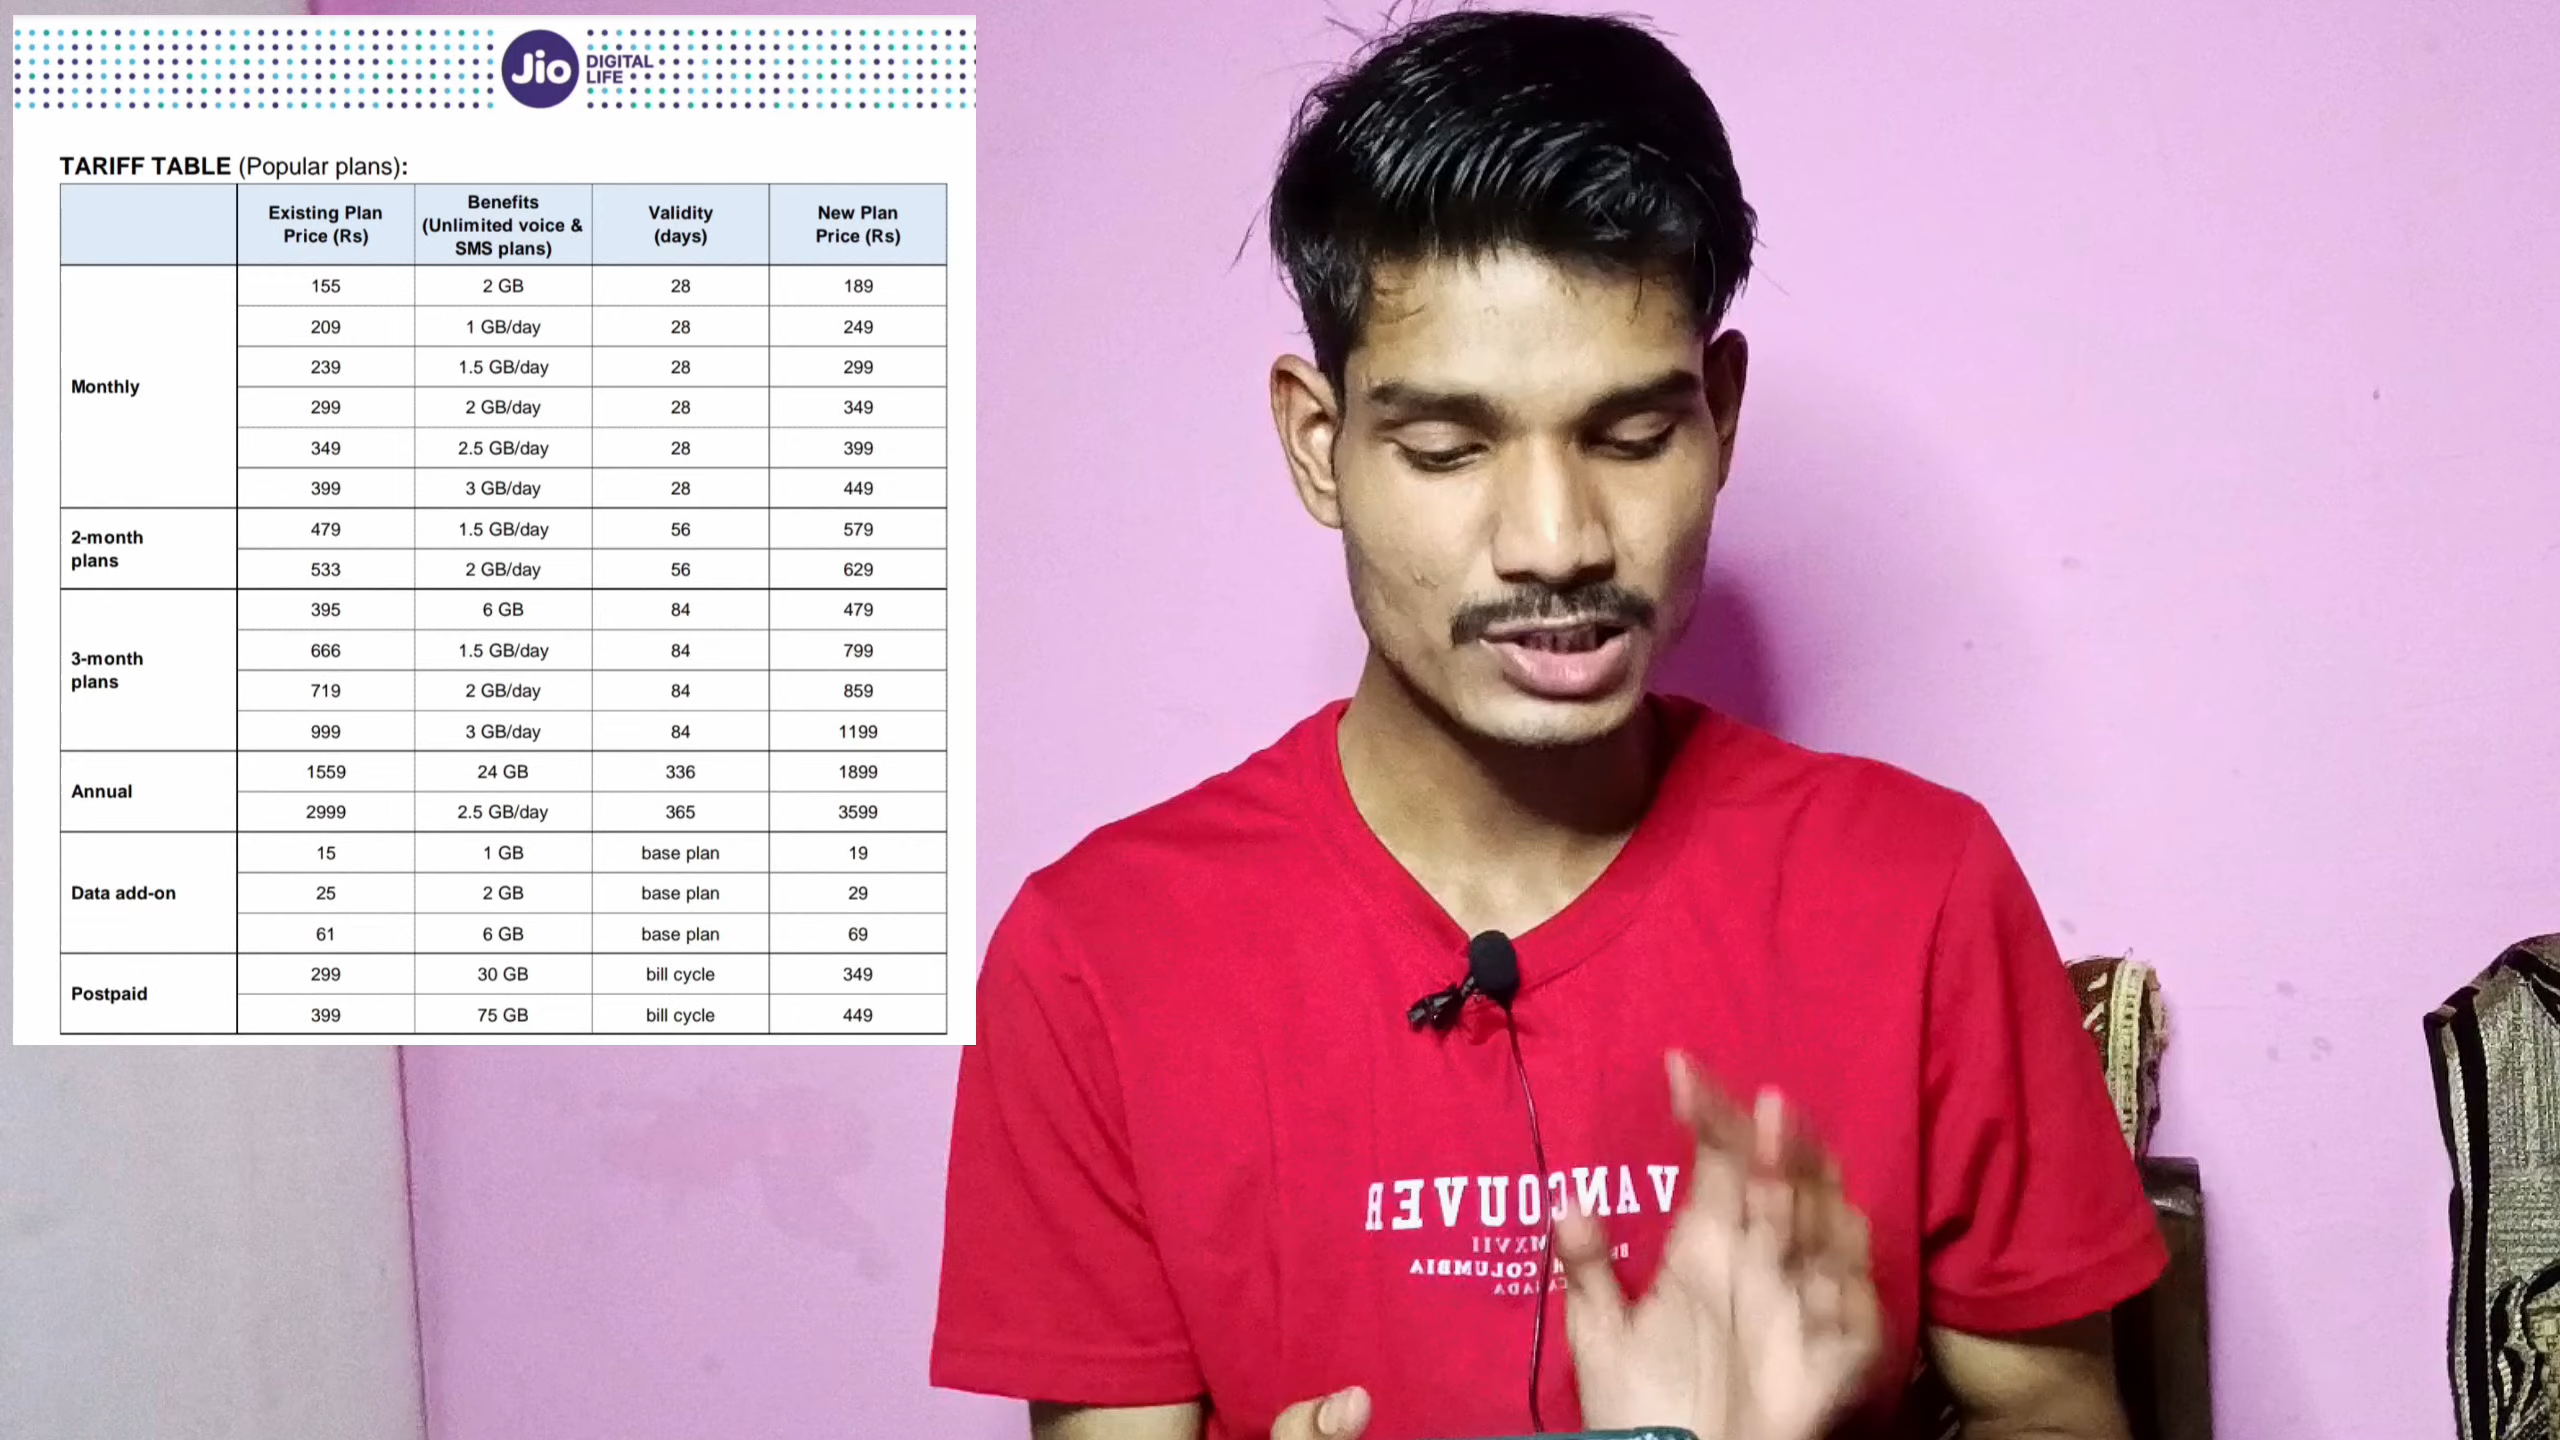 Jio DIGITAL
LIFE
TARIFF TABLE (Popular plans):
Existing Plan Price (Rs) Benefits (Unlimited voice & SMS plans) Validity (days) New Plan Price (Rs)
Monthly
155 2 GB 28 189
209 1 GB/day 28 249
239 1.5 GB/day 28 299
299 2 GB/day 28 349
349 2.5 GB/day 28 399
399 3 GB/day 28 449
2-month plans
479 1.5 GB/day 56 579
533 2 GB/day 56 629
3-month plans
395 6 GB 84 479
666 1.5 GB/day 84 799
719 2 GB/day 84 859
999 3 GB/day 84 1199
Annual
1559 24 GB 336 1899
2999 2.5 GB/day 365 3599
Data add-on
15 1 GB base plan 19
25 2 GB base plan 29
61 6 GB base plan 69
Postpaid
299 30 GB bill cycle 349
399 75 GB bill cycle 449
VANCOUVER
MXVII
COLUMBIA
CANADA